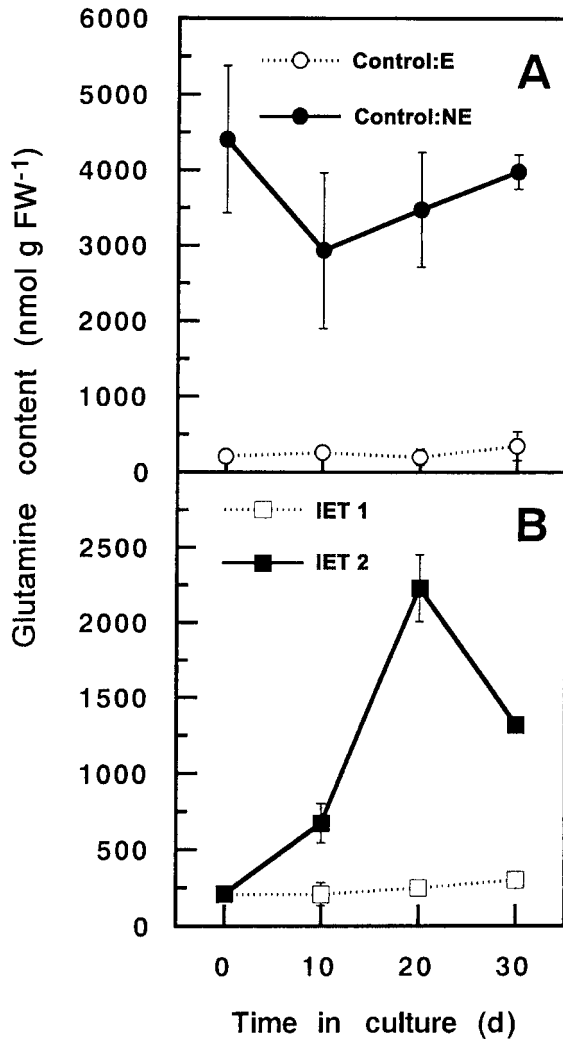 Glutamine content (nmol g FW-1)
A
Control:E
Control:NE
6000
5000
4000
3000
2000
1000
0
B
IET 1
IET 2
2500
2000
1500
1000
500
0
0 10 20 30
Time in culture (d)